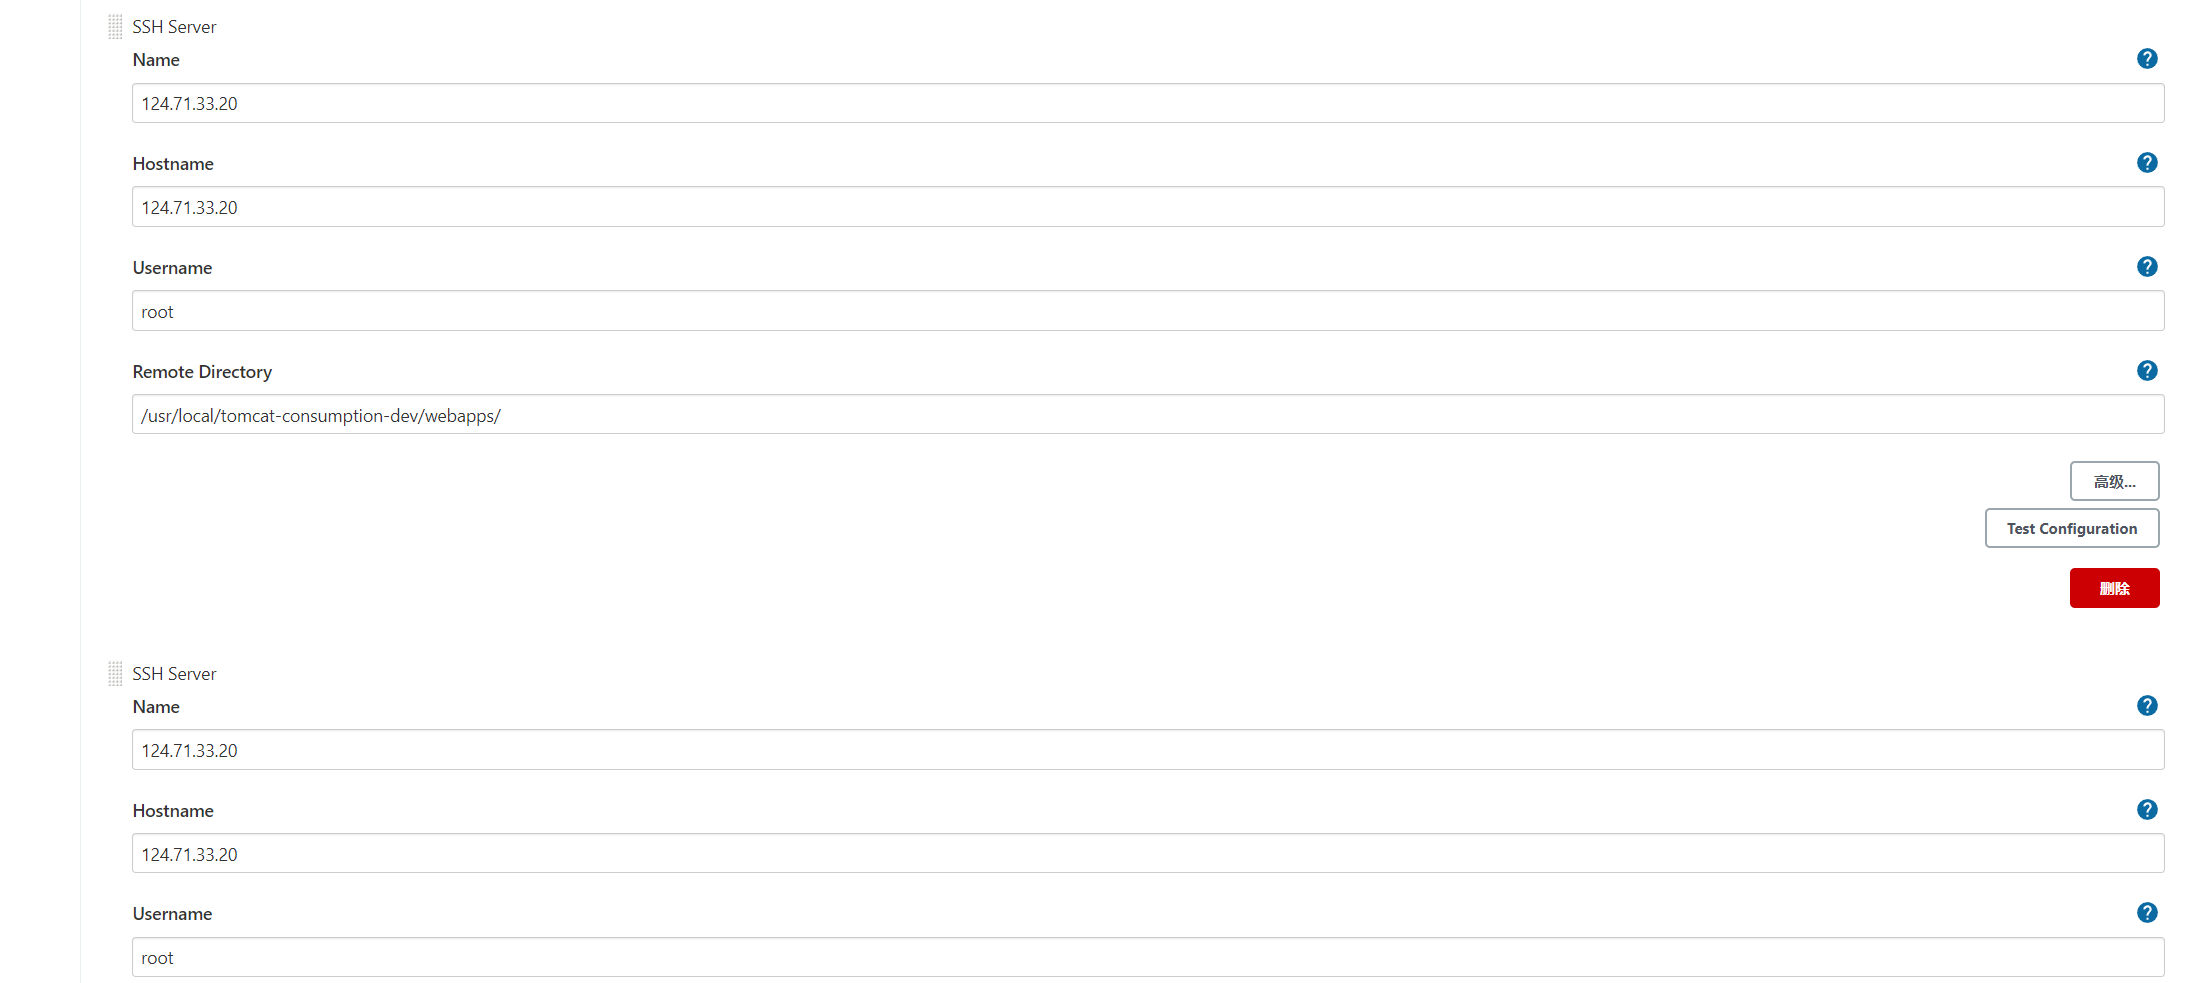 SSH Server
Name
124.71.33.20
Hostname
124.71.33.20
Username
root
Remote Directory
/usr/local/tomcat-consumption-dev/webapps/
高级...
Test Configuration
删除
SSH Server
Name
124.71.33.20
Hostname
124.71.33.20
Username
root